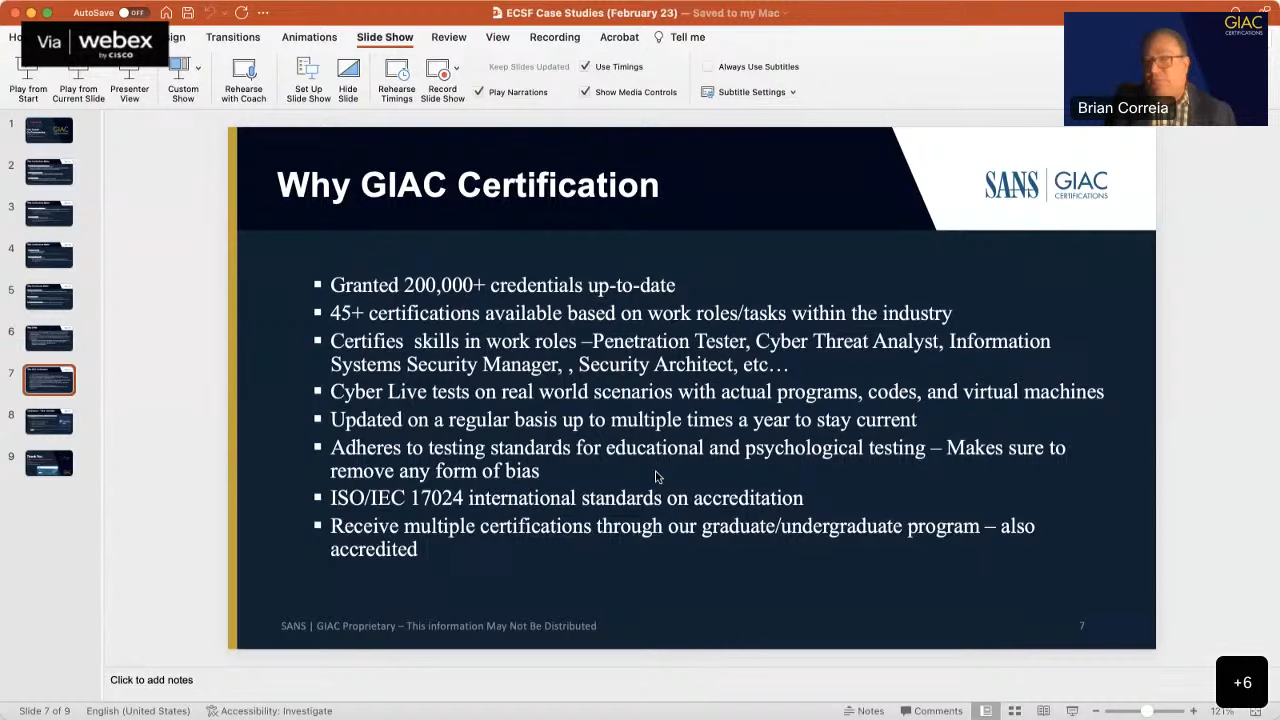 AutoSave OFF
ECSF Case Studies (February 23) — Saved to my Mac
Via webex
by CISCO
Transitions
Animations
Slide Show
Review
View
Recording
Acrobat
Tell me
Play from Start
Play from Current Slide
Presenter View
Custom Show
Rehearse with Coach
Set Up Slide Show
Hide Slide
Rehearse Timings
Record Slide Show
Keep Slides Updated
Play Narrations
Use Timings
Show Media Controls
Always Use Subtitles
Subtitle Settings
GIAC
CERTIFICATIONS
Brian Correia
1
2
3
4
5
6
7
8
9
Why GIAC Certification
SANS GIAC
CERTIFICATIONS
Granted 200,000+ credentials up-to-date
45+ certifications available based on work roles/tasks within the industry
Certifies skills to work roles –Penetration Tester, Cyber Threat Analyst, Information
Systems Security Manager, Security Architect etc…
Cyber Live tests on real world scenarios with actual programs, codes, and virtual machines
Updated on a regular basis up to multiple times a year to stay current
Adheres to testing standards for educational and psychological testing – Makes sure to
remove any form of bias
ISO/IEC 17024 international standards on accreditation
Receive multiple certifications through our graduate/undergraduate program – also
accredited
SANS | GIAC Proprietary – This information May Not Be Distributed
7
Click to add notes
+6
Slide 7 of 9
English (United States)
Accessibility: Investigate
Notes
Comments